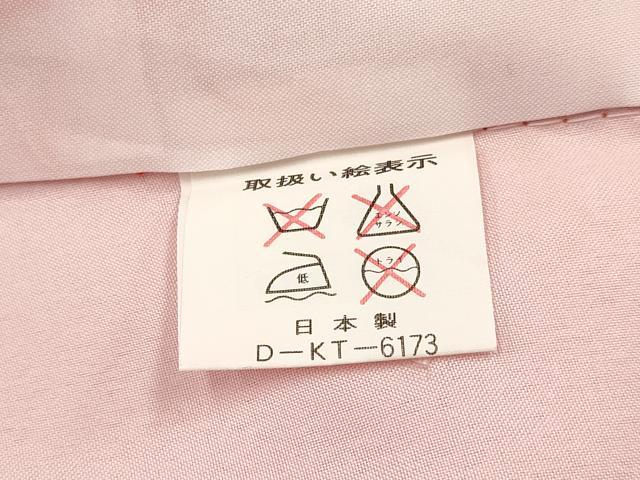 取扱い絵表示
エンソ
サラシ
低
ドライ
日本製
D-KT-6173